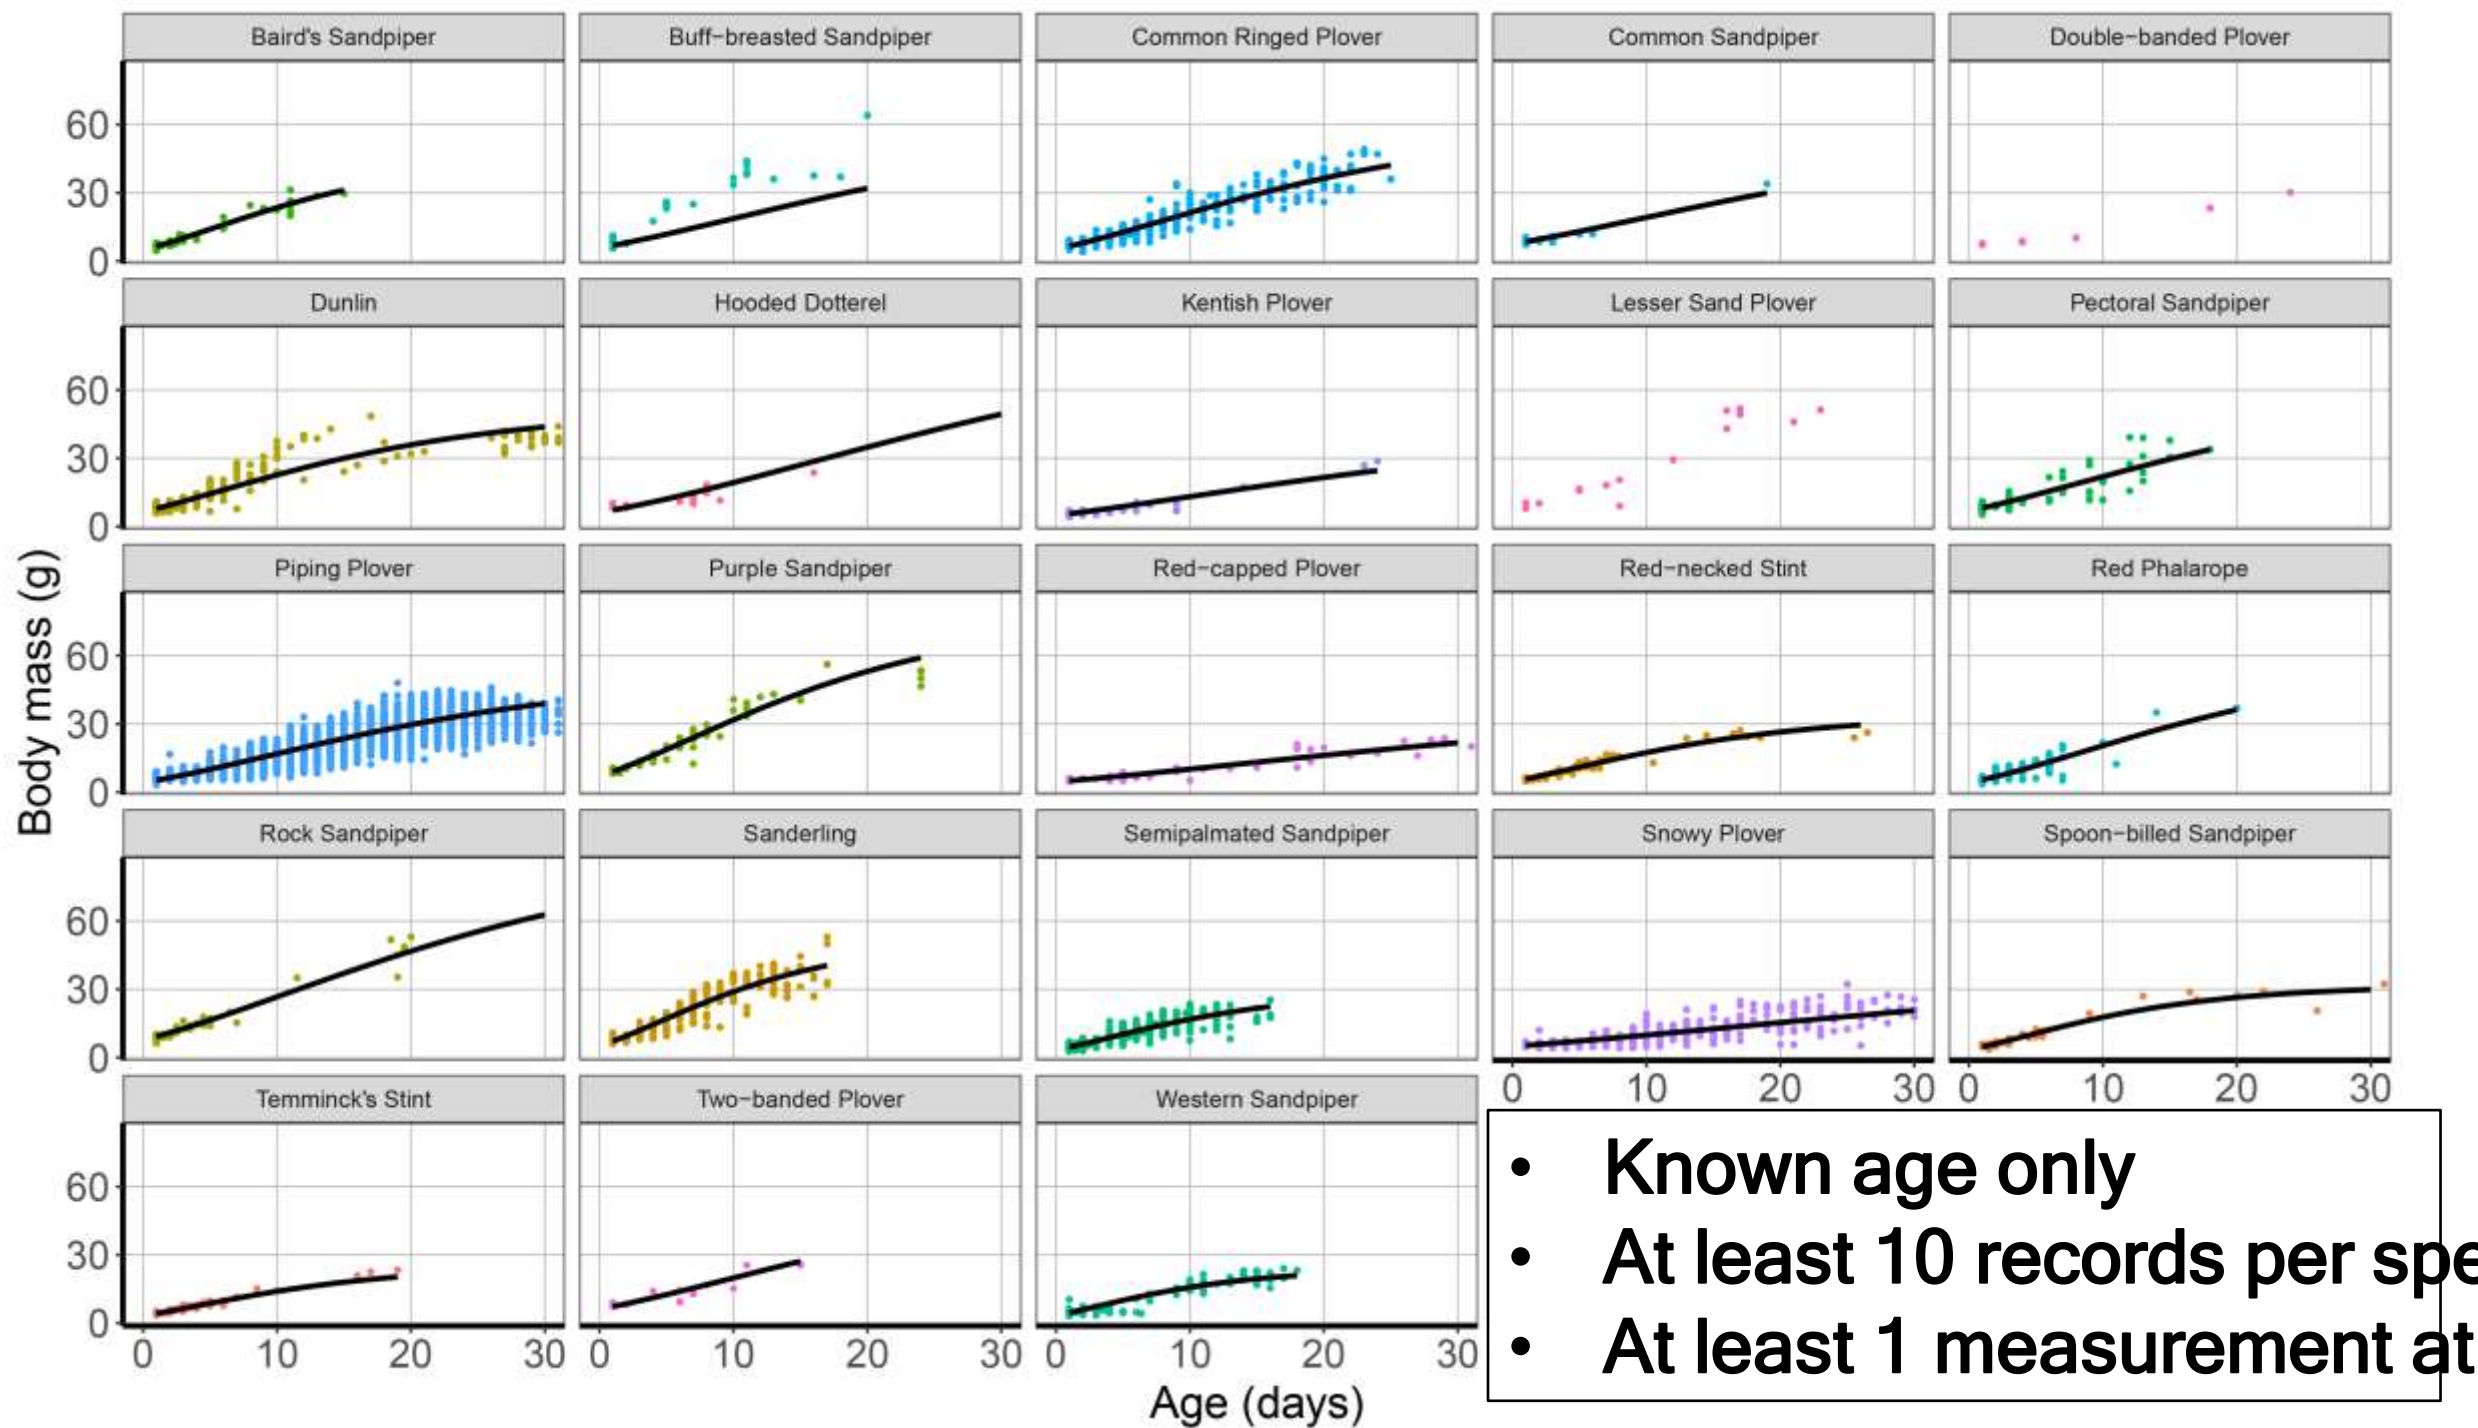 Baird's Sandpiper
Buff−breasted Sandpiper
Common Ringed Plover
Common Sandpiper
Double-banded Plover
60
30
0
Dunlin
Hooded Dotterel
Kentish Plover
Lesser Sand Plover
Pectoral Sandpiper
60
30
0
Piping Plover
Purple Sandpiper
Red−capped Plover
Red−necked Stint
Red Phalarope
60
30
0
Rock Sandpiper
Sanderling
Semipalmated Sandpiper
Snowy Plover
Spoon−billed Sandpiper
60
30
0
0 10 20 30
0 10 20 30
Temminck's Stint
Two−banded Plover
Western Sandpiper
60
30
0
0 10 20 30
0 10 20 30
0 10 20 30
Body mass (g)
Age (days)
• Known age only
• At least 10 records per spe
• At least 1 measurement at